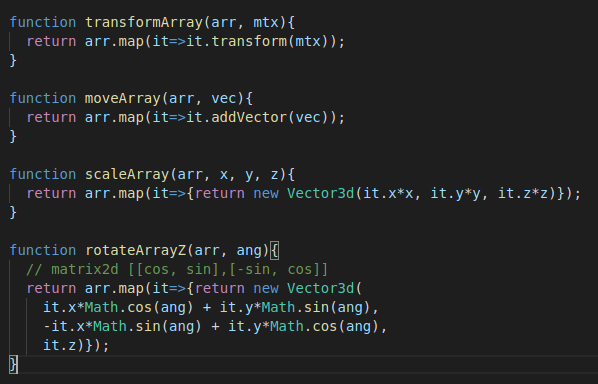 function transformArray(arr, mtx){
  return arr.map(it=>it.transform(mtx));
}

function moveArray(arr, vec){
  return arr.map(it=>it.addVector(vec));
}

function scaleArray(arr, x, y, z){
  return arr.map(it=>{return new Vector3d(it.x*x, it.y*y, it.z*z)});
}

function rotateArrayZ(arr, ang){
  // matrix2d [[cos, sin],[-sin, cos]]
  return arr.map(it=>{return new Vector3d(
    it.x*Math.cos(ang) + it.y*Math.sin(ang),
    -it.x*Math.sin(ang) + it.y*Math.cos(ang),
    it.z)});
}